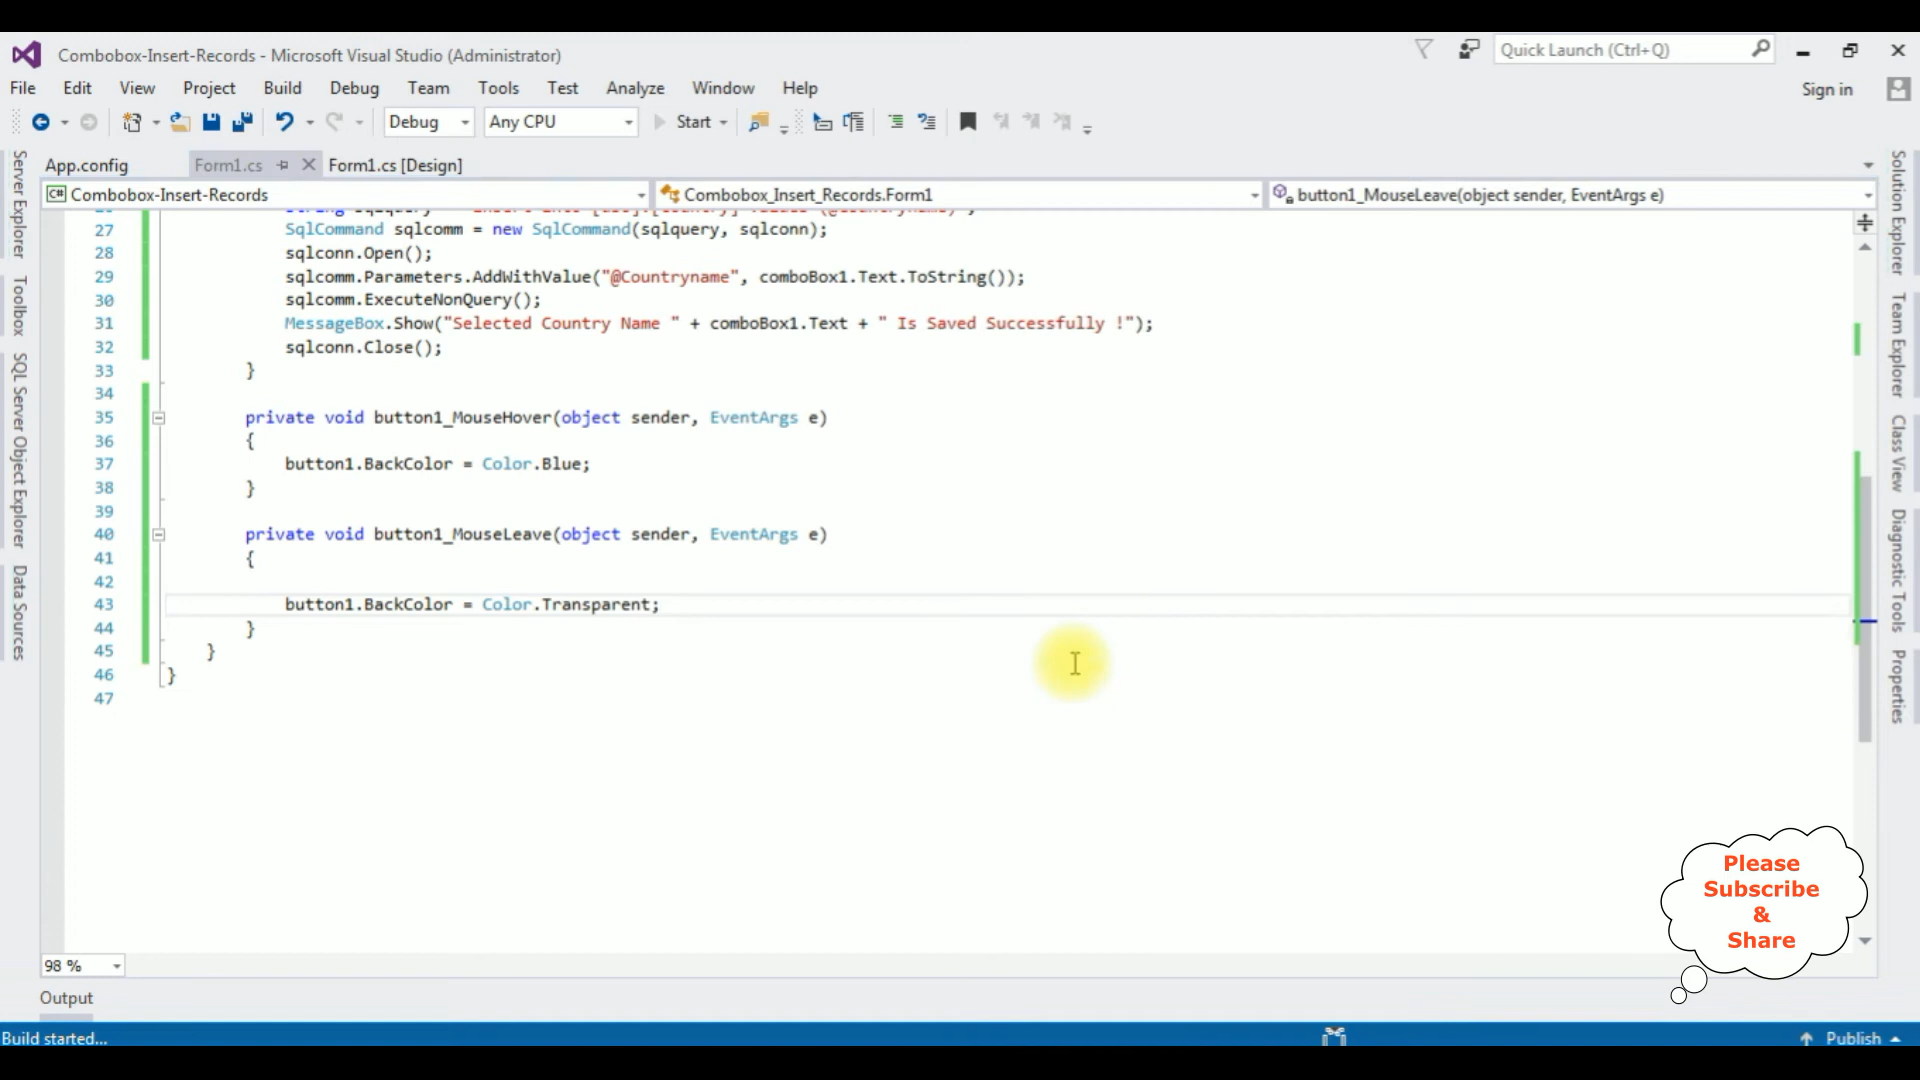 Combobox-Insert-Records - Microsoft Visual Studio (Administrator)
Quick Launch (Ctrl+Q)
File Edit View Project Build Debug Team Tools Test Analyze Window Help
Sign in
Debug Any CPU Start
App.config Form1.cs Form1.cs [Design]
C# Combobox-Insert-Records Combobox_Insert_Records.Form1 button1_MouseLeave(object sender, EventArgs e)
27 SqlCommand sqlcomm = new SqlCommand(sqlquery, sqlconn);
28 sqlconn.Open();
29 sqlcomm.Parameters.AddWithValue("@Countryname", comboBox1.Text.ToString());
30 sqlcomm.ExecuteNonQuery();
31 MessageBox.Show("Selected Country Name " + comboBox1.Text + " Is Saved Successfully !");
32 sqlconn.Close();
33 }
34
35 private void button1_MouseHover(object sender, EventArgs e)
36 {
37 button1.BackColor = Color.Blue;
38 }
39
40 private void button1_MouseLeave(object sender, EventArgs e)
41 {
42
43 button1.BackColor = Color.Transparent;
44 }
45 }
46 }
47
98 %
Output
Build started...
Publish
Server Explorer
Toolbox
SQL Server Object Explorer
Data Sources
Solution Explorer
Team Explorer
Class View
Diagnostic Tools
Properties
Please
Subscribe
&
Share